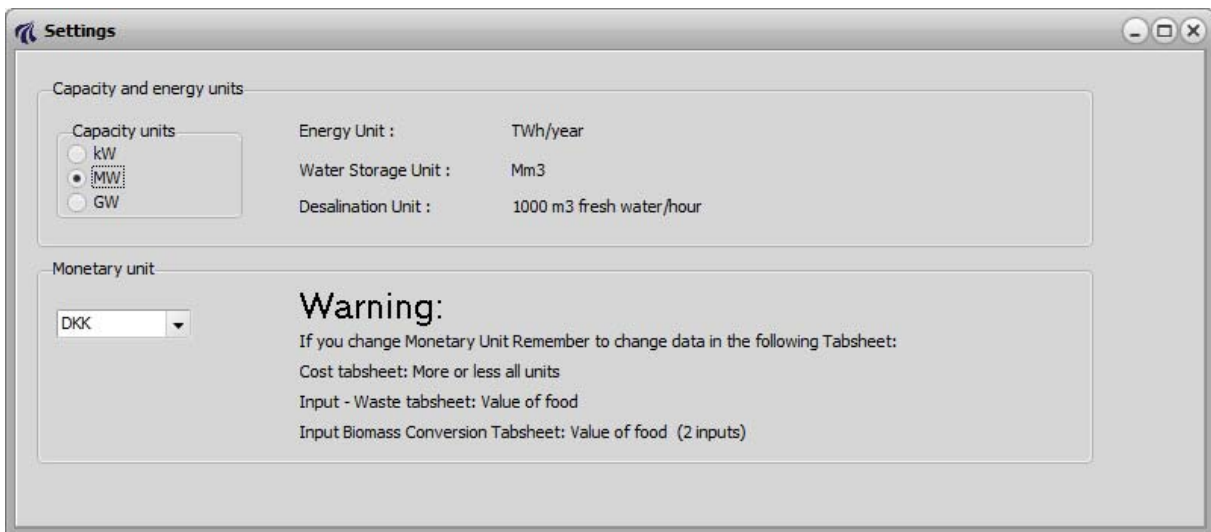 Settings
Capacity and energy units
Capacity units
kW
MW
GW
Energy Unit : TWh/year
Water Storage Unit : Mm3
Desalination Unit : 1000 m3 fresh water/hour
Monetary unit
DKK
Warning:
If you change Monetary Unit Remember to change data in the following Tabsheet:
Cost tabsheet: More or less all units
Input - Waste tabsheet: Value of food
Input Biomass Conversion Tabsheet: Value of food (2 inputs)